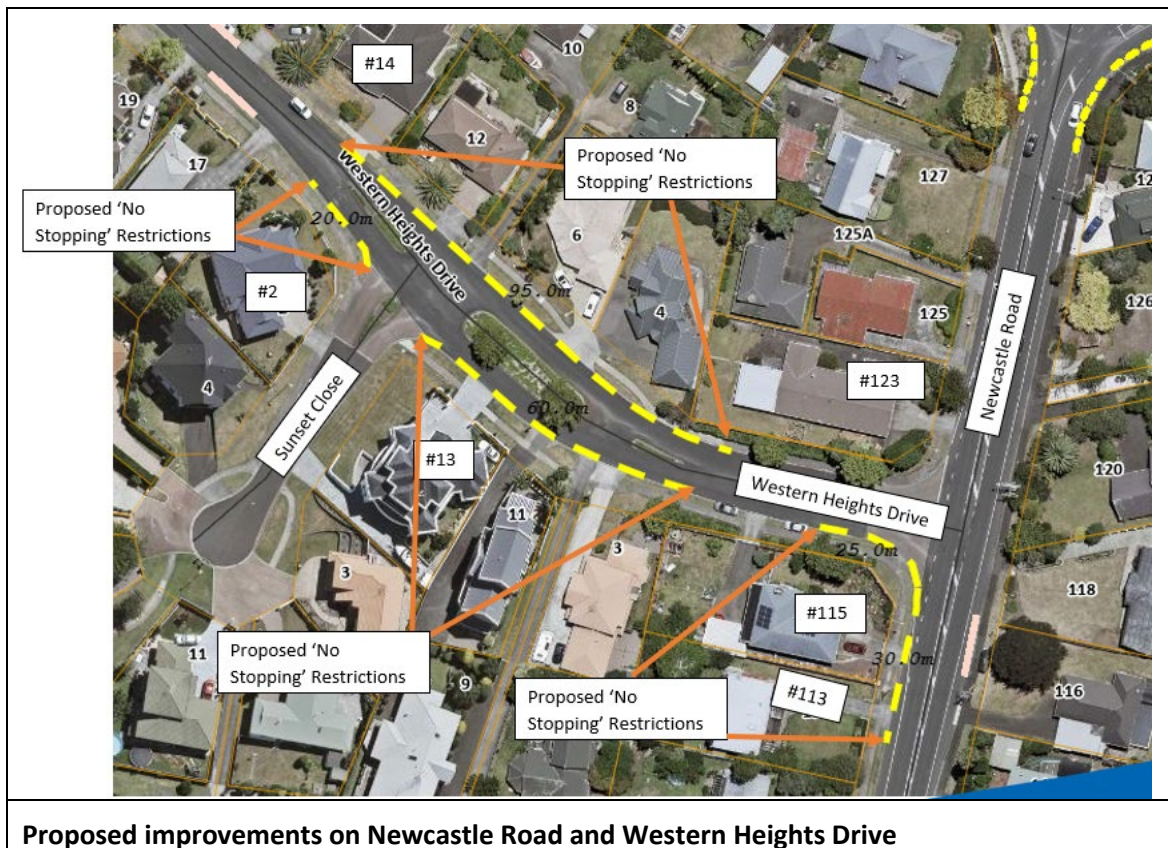 #14
10
19
8
12
17
Proposed ‘No
Stopping’ Restrictions
127
Western Heights Drive
Proposed ‘No
Stopping’ Restrictions
20.0m
6
125A
#2
95.0m
4
125
126
Newcastle Road
4
#123
Sunset Close
60.0m
#13
120
Western Heights Drive
11
25.0m
3
3
118
#115
11
30.0m
Proposed ‘No
Stopping’ Restrictions
9
#113
Proposed ‘No
Stopping’ Restrictions
116
Proposed improvements on Newcastle Road and Western Heights Drive